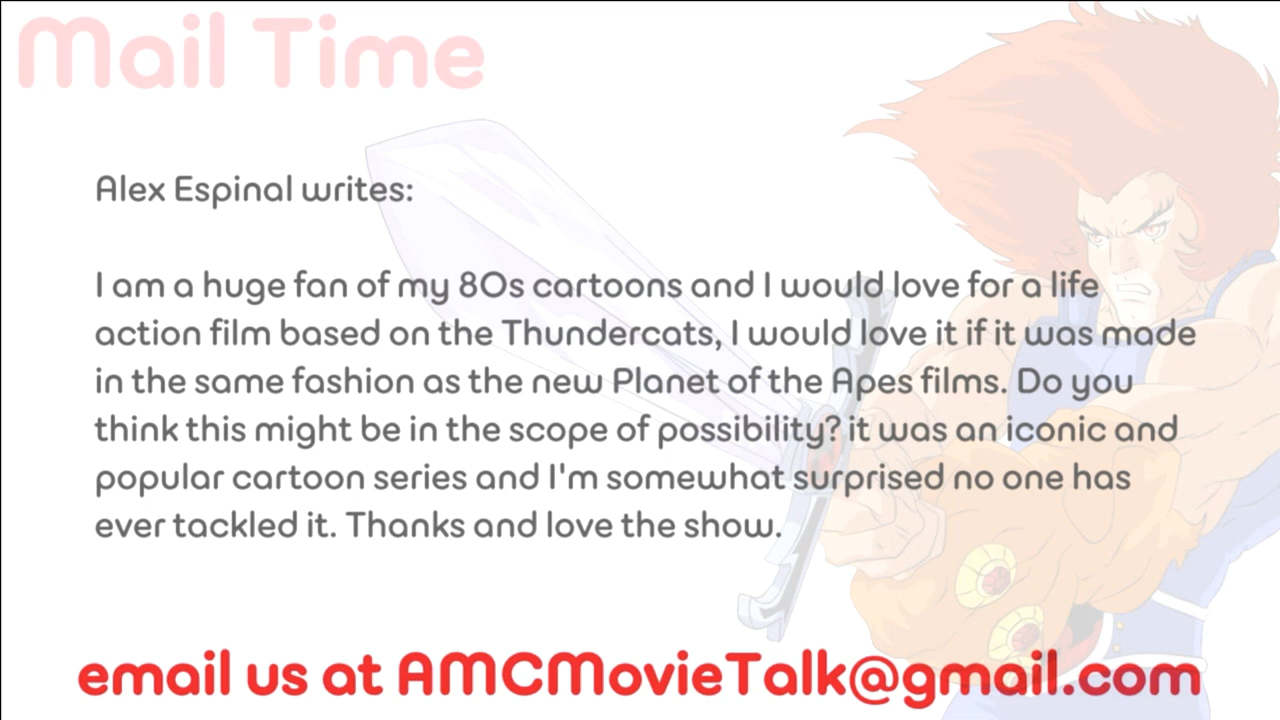 Mail Time
Alex Espinal writes:
I am a huge fan of my 80s cartoons and I would love for a life
action film based on the Thundercats, I would love it if it was made
in the same fashion as the new Planet of the Apes films. Do you
think this might be in the scope of possibility? it was an iconic and
popular cartoon series and I'm somewhat surprised no one has
ever tackled it. Thanks and love the show.
email us at AMCMovieTalk@gmail.com